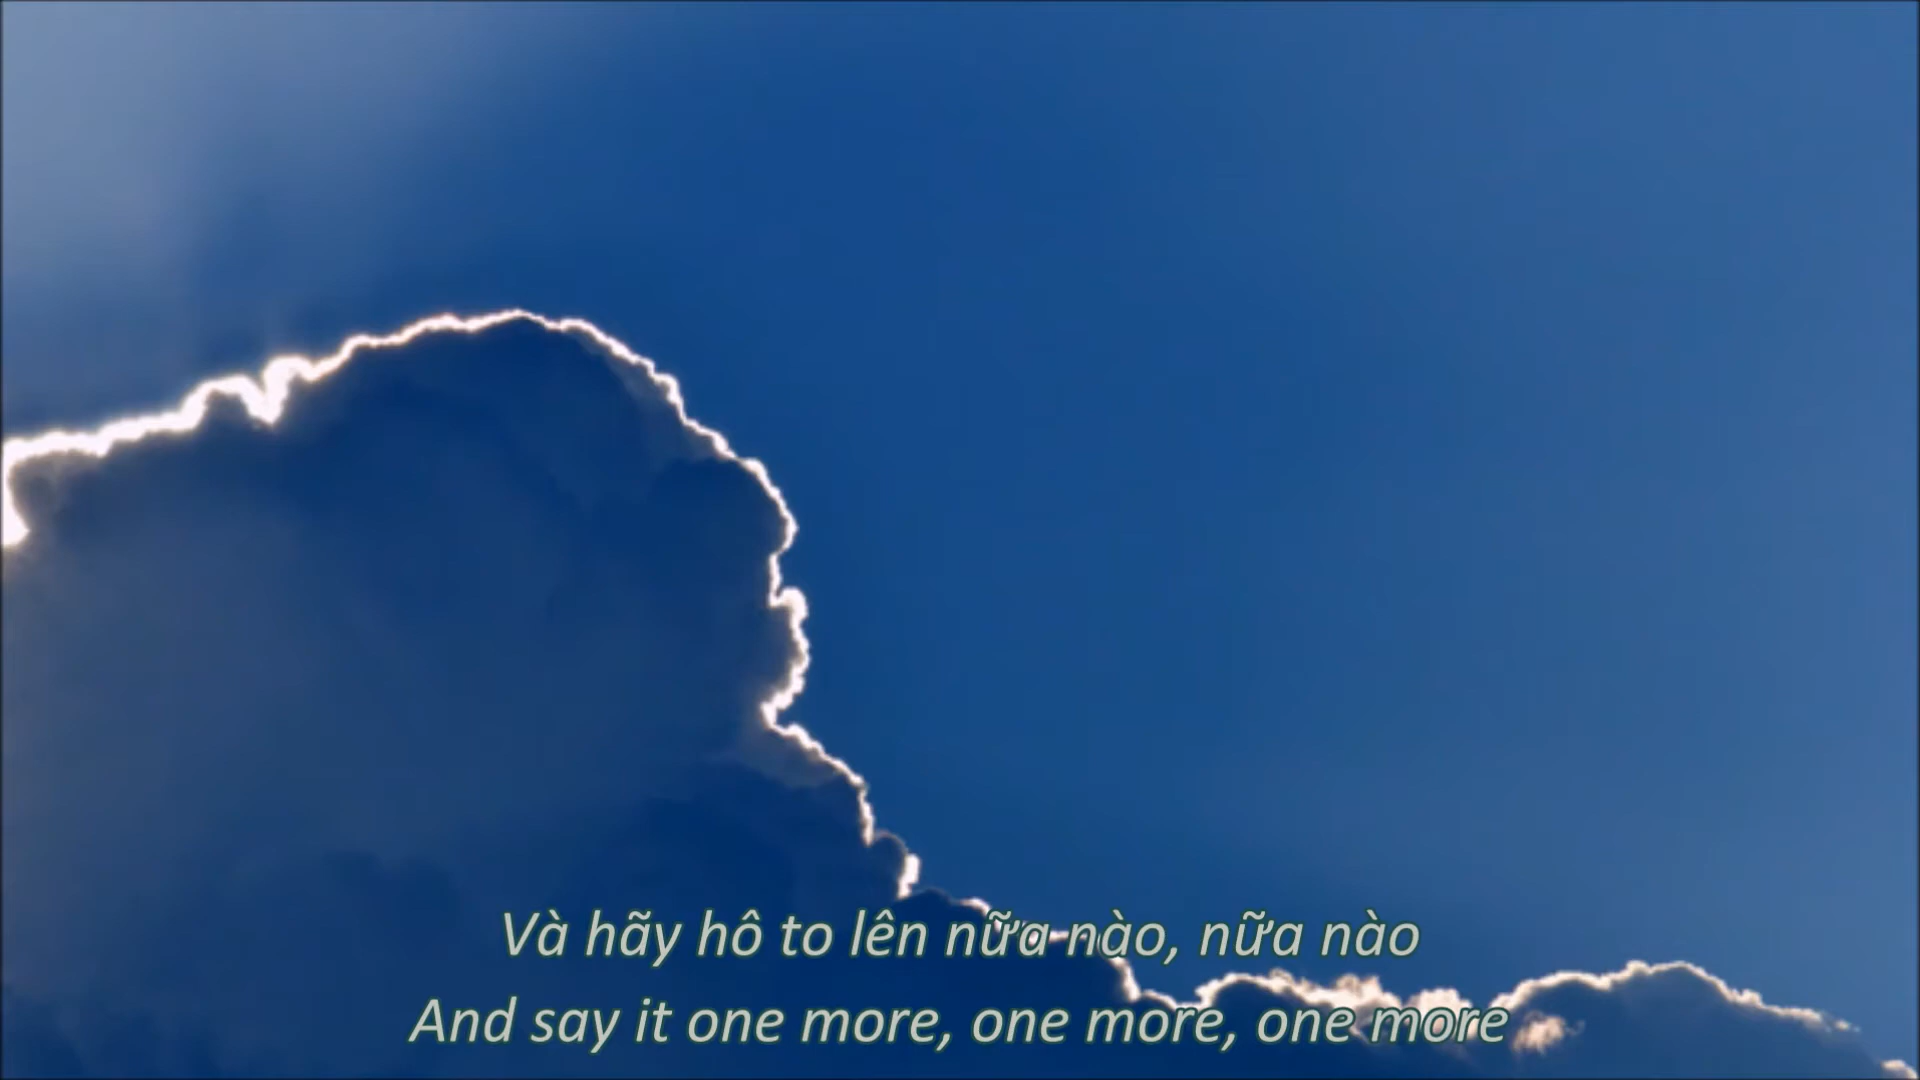 Và hãy hô to lên nữa nào, nữa nào
And say it one more, one more, one more